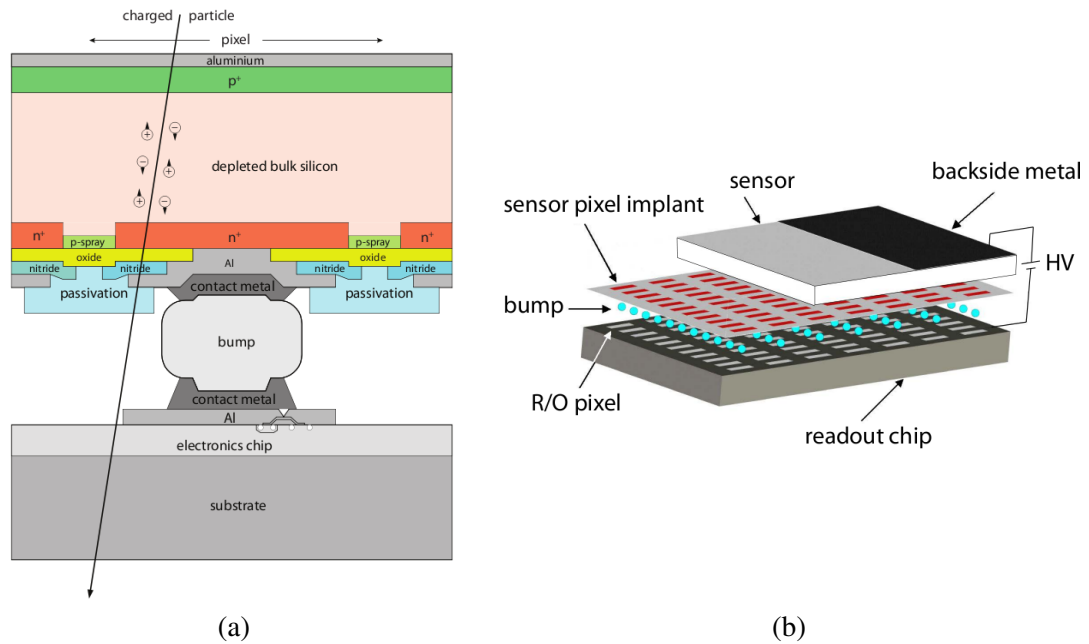 charged particle
pixel
aluminium
p+
depleted bulk silicon
n+ n+ n+
p-spray p-spray
oxide oxide
nitride nitride Al nitride nitride
passivation contact metal passivation
bump
contact metal
Al
electronics chip
substrate
(a)
backside metal
sensor
sensor pixel implant
HV
bump
R/O pixel
readout chip
(b)